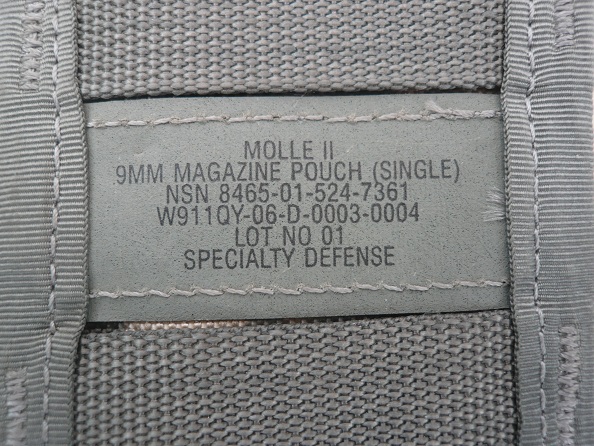 MOLLE II
9MM MAGAZINE POUCH (SINGLE)
NSN 8465-01-524-7361
W911QY-06-D-0003-0004
LOT NO 01
SPECIALTY DEFENSE